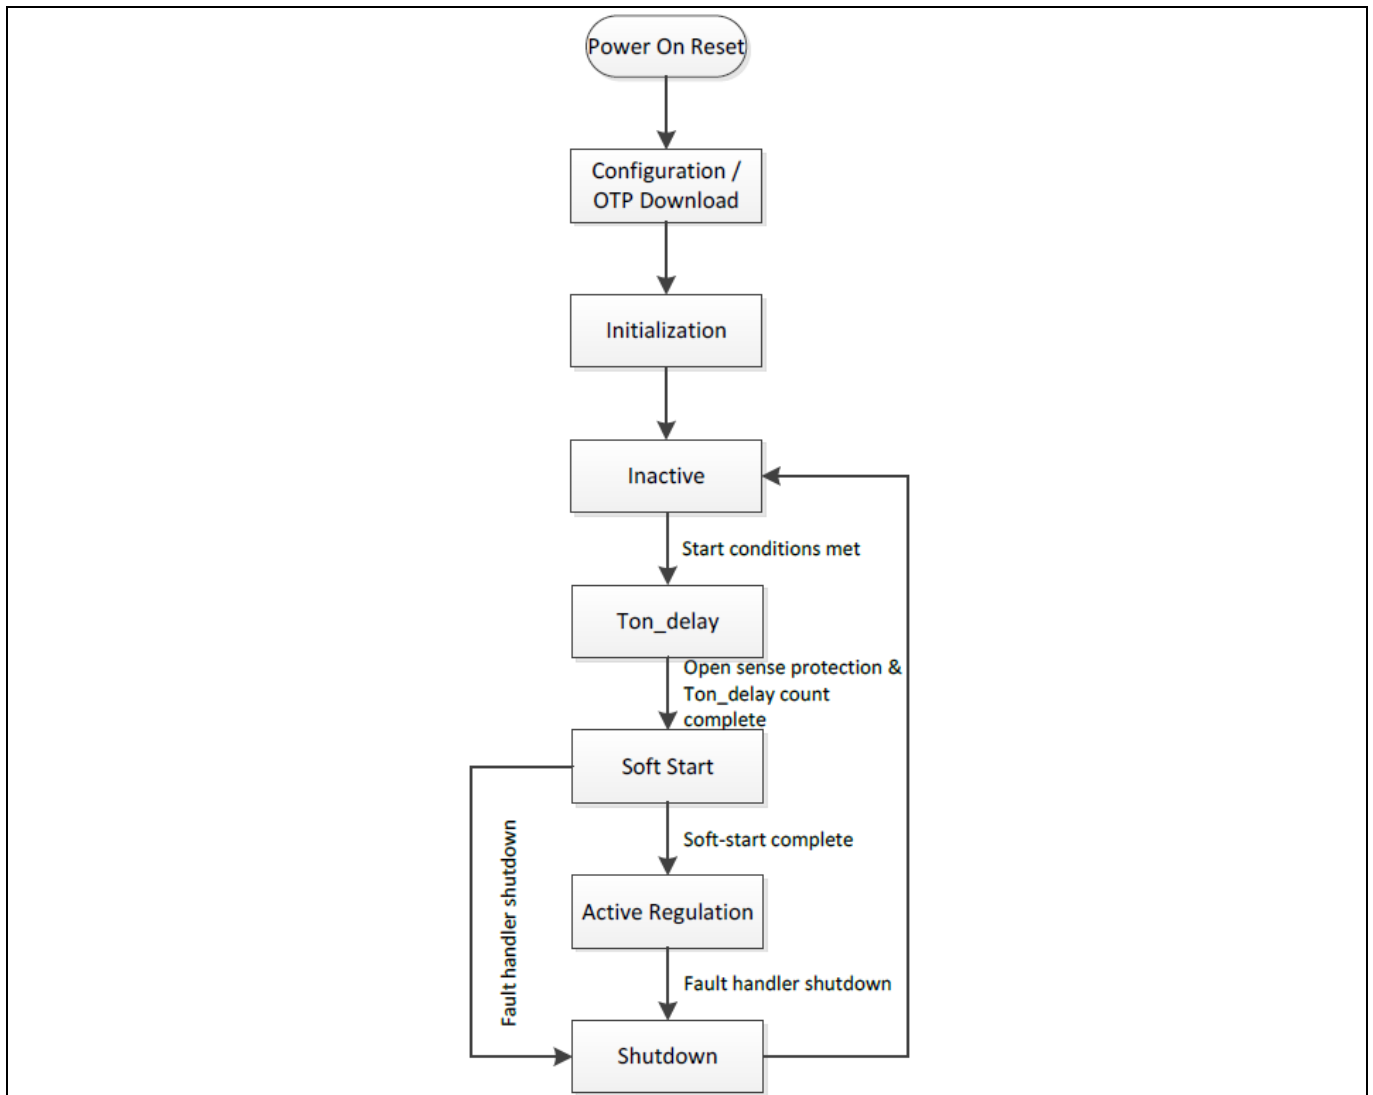 Power On Reset
Configuration /
OTP Download
Initialization
Inactive
Start conditions met
Ton_delay
Open sense protection &
Ton_delay count
complete
Soft Start
Soft-start complete
Fault handler shutdown
Active Regulation
Fault handler shutdown
Shutdown